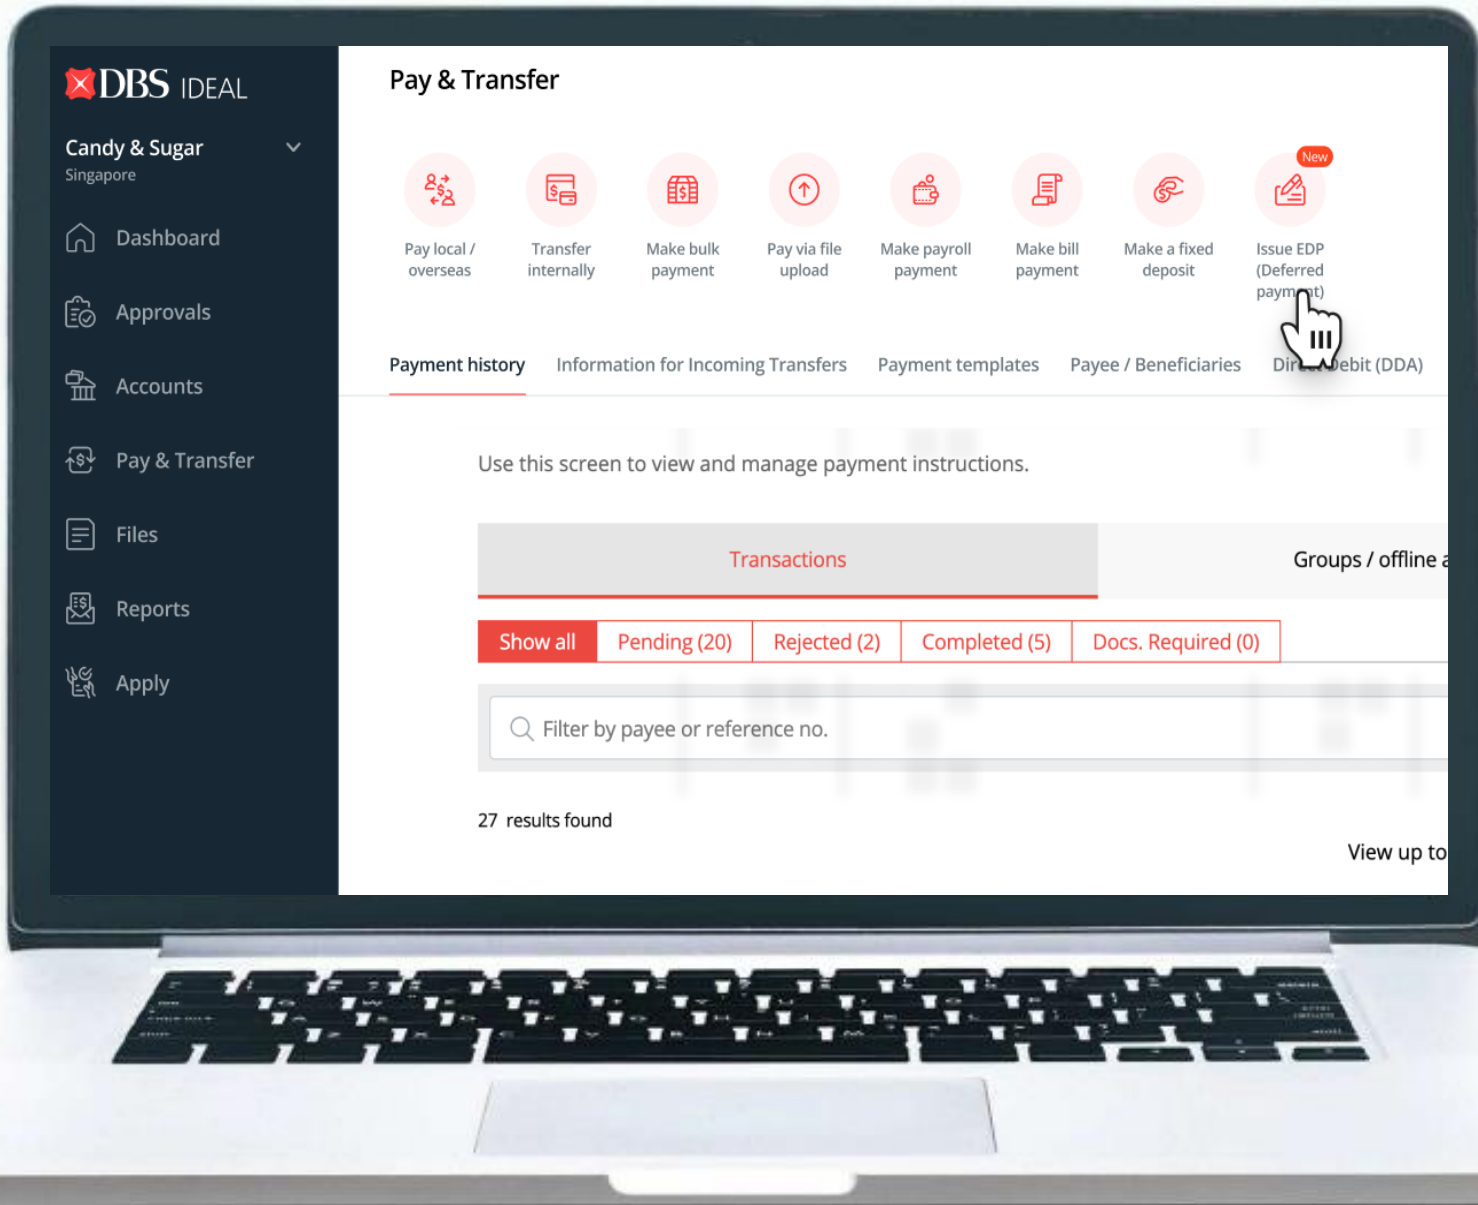 DBS IDEAL
Candy & Sugar
Singapore
Dashboard
Approvals
Accounts
Pay & Transfer
Files
Reports
Apply
Pay & Transfer
Pay local /
overseas
Transfer
internally
Make bulk
payment
Pay via file
upload
Make payroll
payment
Make bill
payment
Make a fixed
deposit
New
Issue EDP
(Deferred
payment)
Payment history
Information for Incoming Transfers
Payment templates
Payee / Beneficiaries
Direct Debit (DDA)
Use this screen to view and manage payment instructions.
Transactions
Groups / offline a
Show all
Pending (20)
Rejected (2)
Completed (5)
Docs. Required (0)
Filter by payee or reference no.
27 results found
View up to